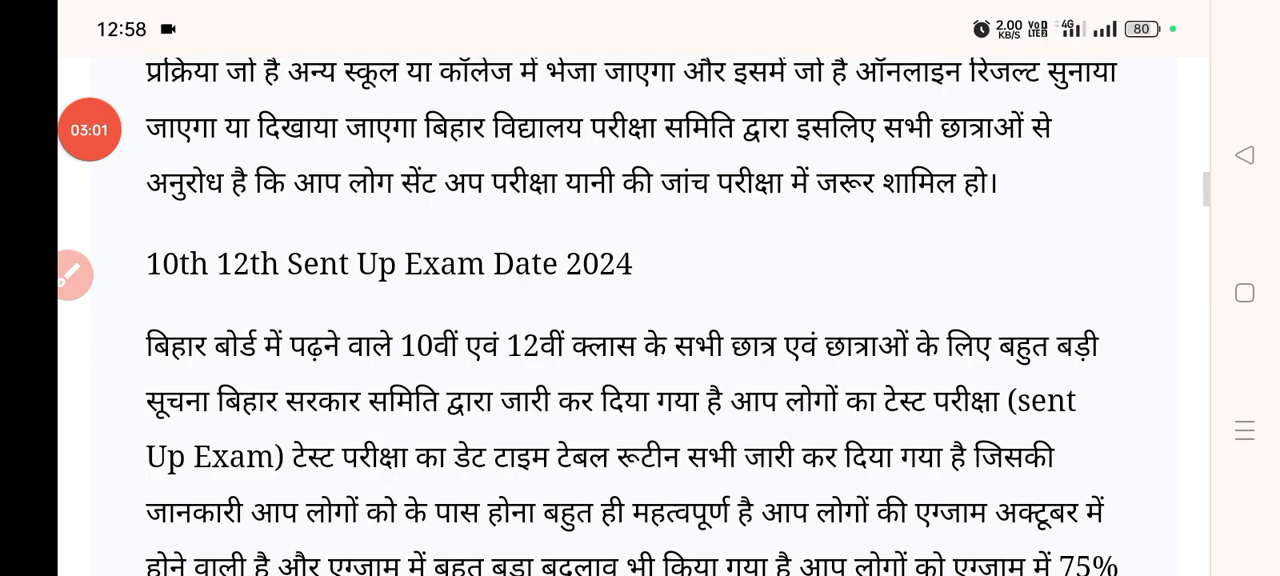 12:58
2.00 KB/S
VoD LTE2
4G
80
प्रक्रिया जो है अन्य स्कूल या कॉलेज में भेजा जाएगा और इसमें जो है ऑनलाइन रिजल्ट सुनाया
03:01
जाएगा या दिखाया जाएगा बिहार विद्यालय परीक्षा समिति द्वारा इसलिए सभी छात्राओं से
अनुरोध है कि आप लोग सेंट अप परीक्षा यानी की जांच परीक्षा में जरूर शामिल हो।
10th 12th Sent Up Exam Date 2024
बिहार बोर्ड में पढ़ने वाले 10वीं एवं 12वीं क्लास के सभी छात्र एवं छात्राओं के लिए बहुत बड़ी
सूचना बिहार सरकार समिति द्वारा जारी कर दिया गया है आप लोगों का टेस्ट परीक्षा (sent
Up Exam) टेस्ट परीक्षा का डेट टाइम टेबल रूटीन सभी जारी कर दिया गया है जिसकी
जानकारी आप लोगों को के पास होना बहुत ही महत्वपूर्ण है आप लोगों की एग्जाम अक्टूबर में
होने वाली है और एग्जाम में बहुत बड़ा बदलाव भी किया गया है आप लोगों को एग्जाम में 75%